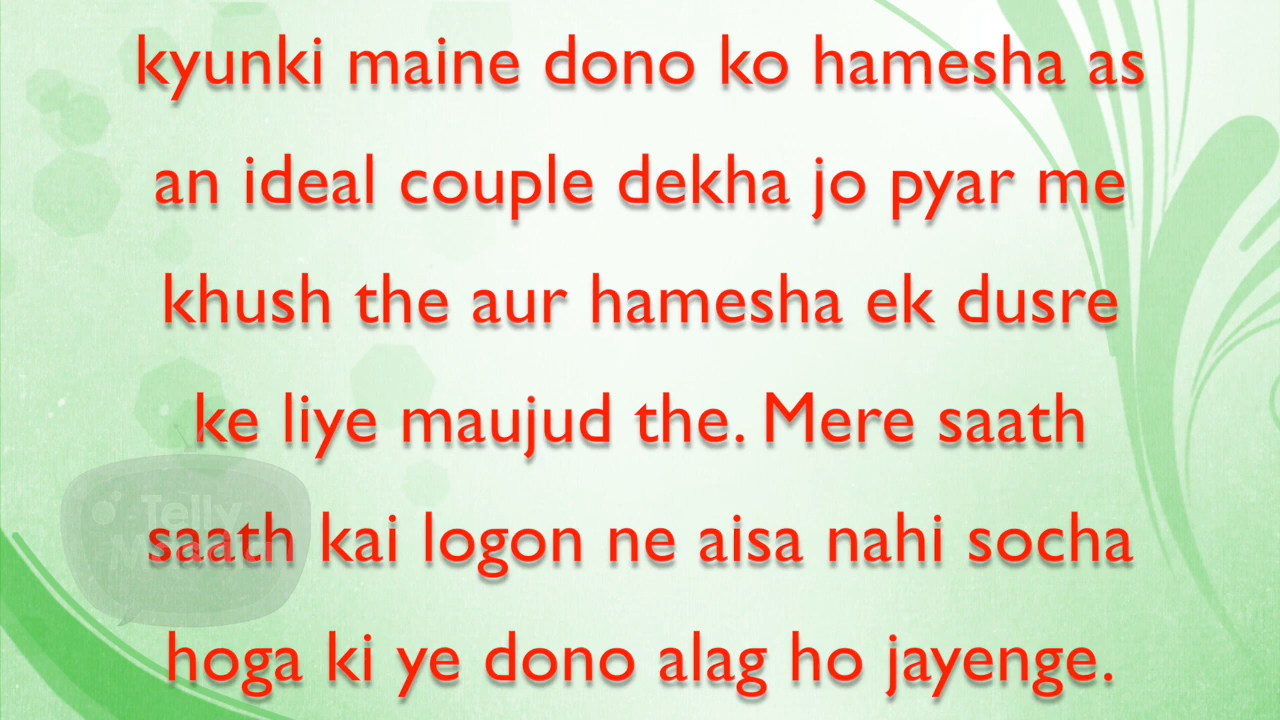 kyunki maine dono ko hamesha as
an ideal couple dekha jo pyar me
khush the aur hamesha ek dusre
ke liye maujud the. Mere saath
saath kai logon ne aisa nahi socha
hoga ki ye dono alag ho jayenge.
Telly